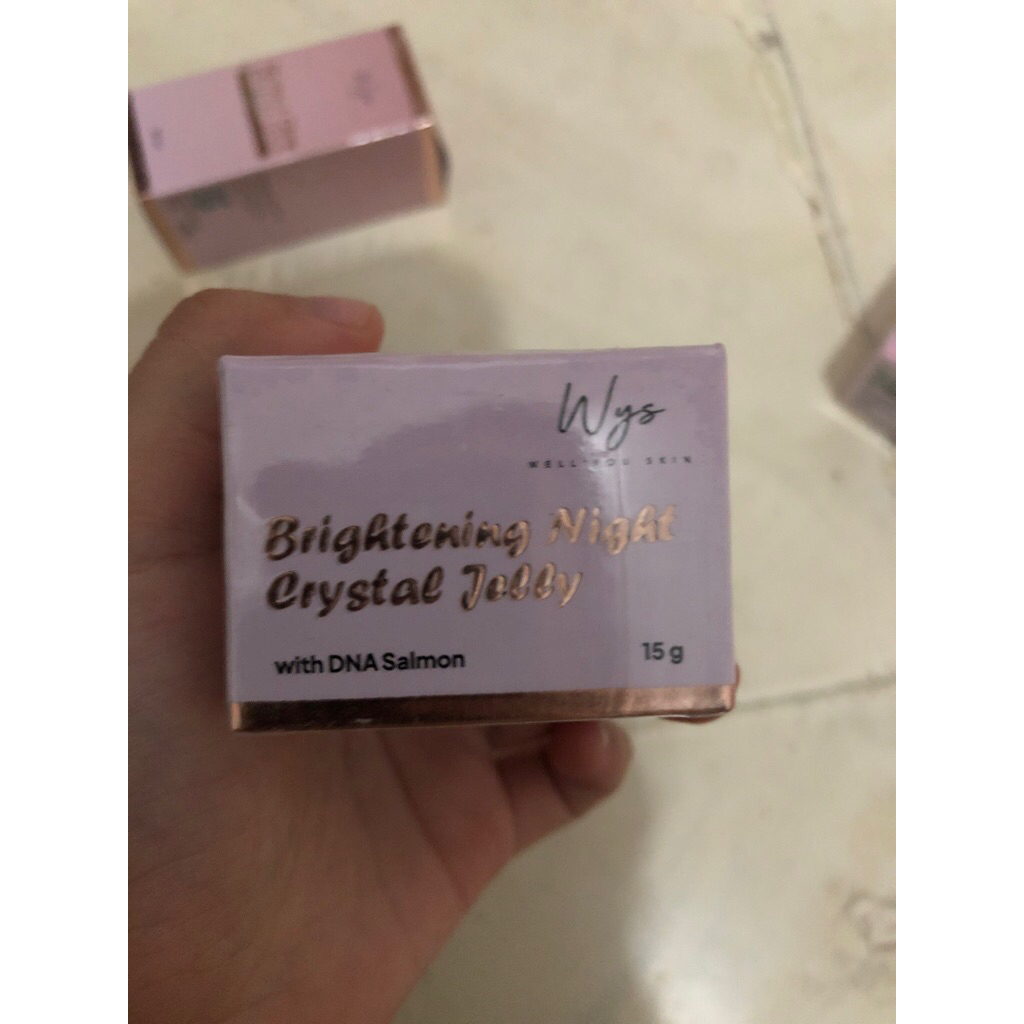 Wys
WELL YOU SKIN
Brightening Night
Crystal Jelly
with DNA Salmon
15 g